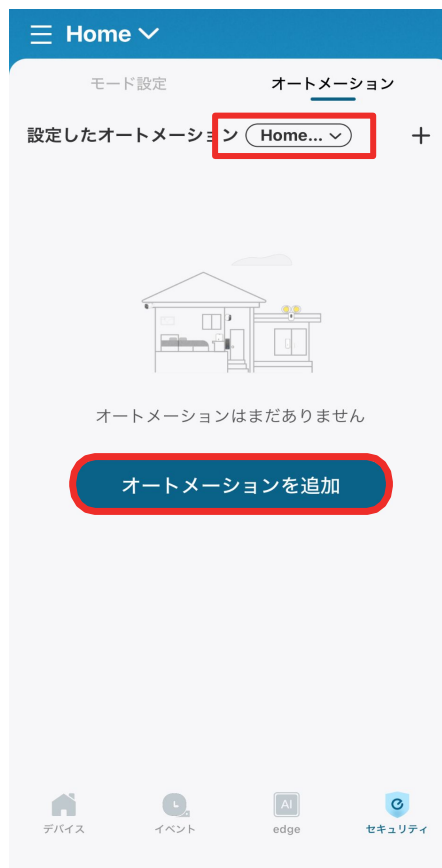 Home
モード設定
オートメーション
設定したオートメーション Home...
オートメーションはまだありません
オートメーションを追加
AI
デバイス
イベント
edge
セキュリティ